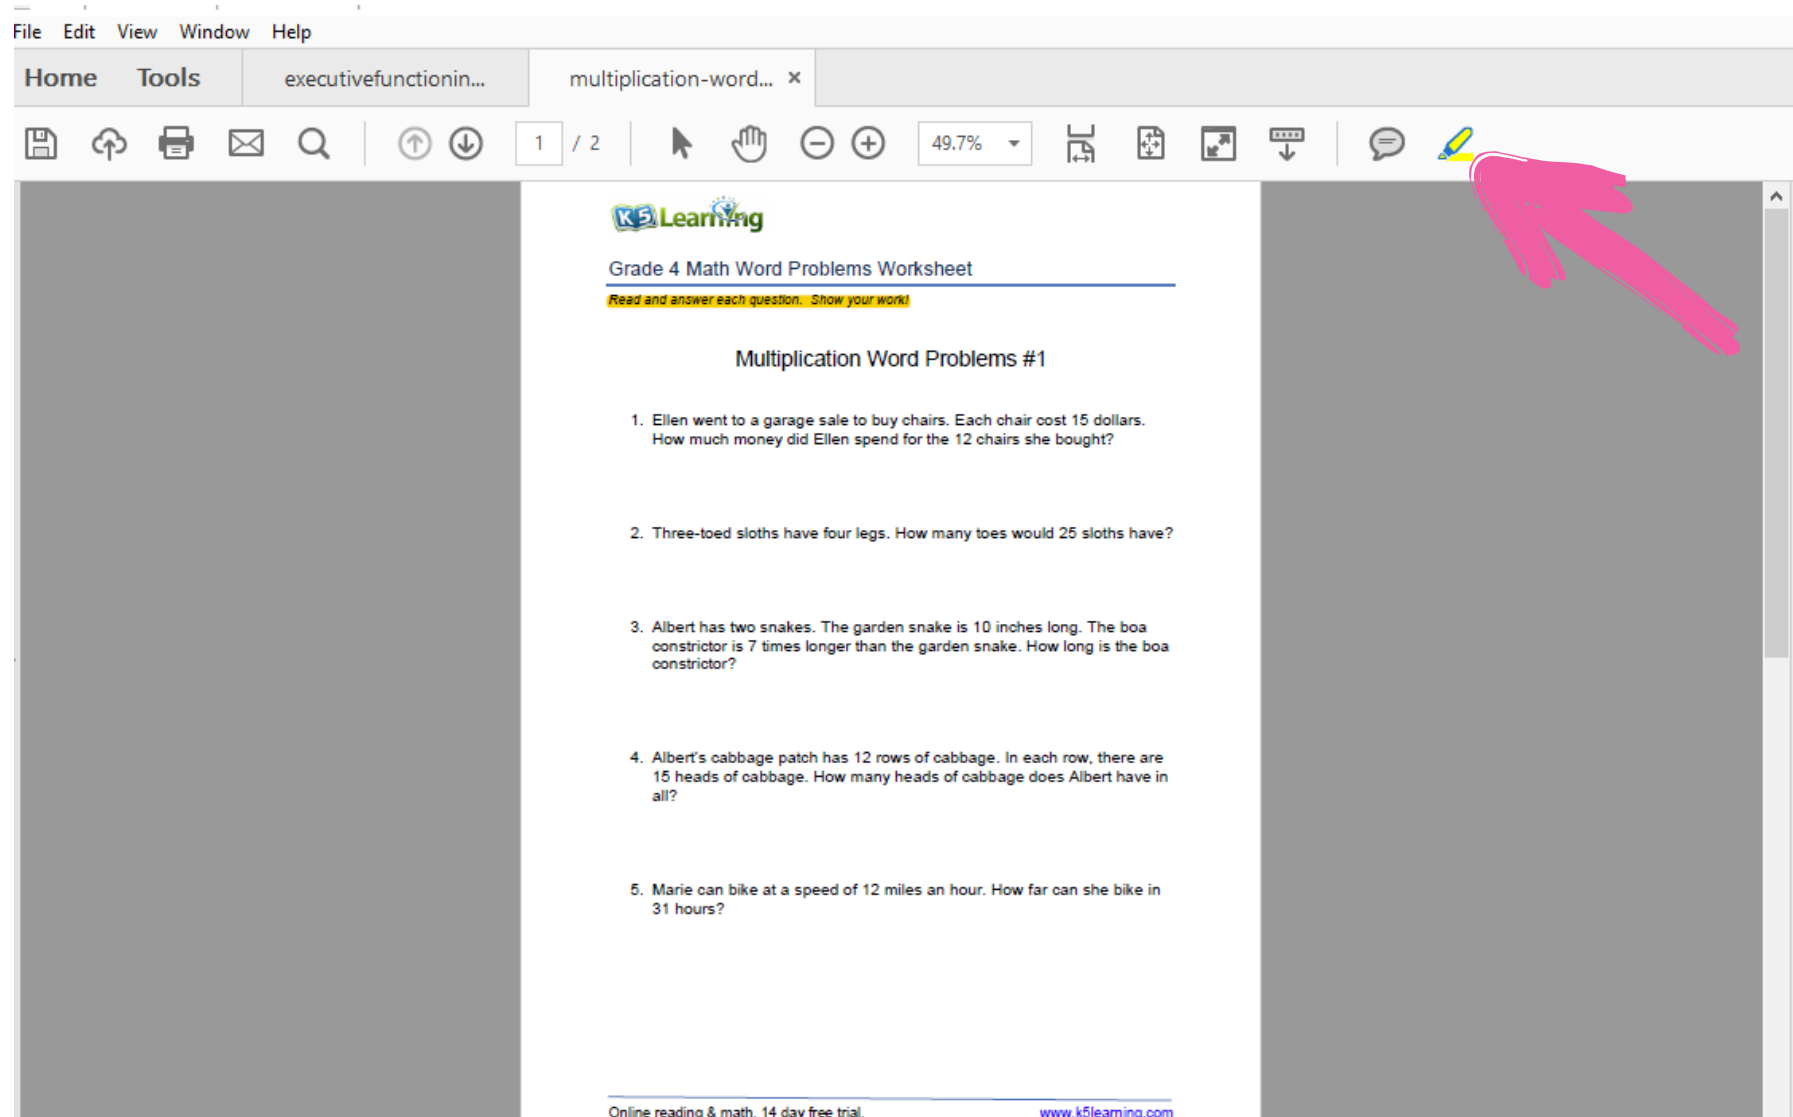 File Edit View Window Help
Home Tools executivefunctionin... multiplication-word... ×
1 / 2 49.7%
K5 Learning
Grade 4 Math Word Problems Worksheet
Read and answer each question. Show your work!
Multiplication Word Problems #1
1. Ellen went to a garage sale to buy chairs. Each chair cost 15 dollars.
How much money did Ellen spend for the 12 chairs she bought?
2. Three-toed sloths have four legs. How many toes would 25 sloths have?
3. Albert has two snakes. The garden snake is 10 inches long. The boa
constrictor is 7 times longer than the garden snake. How long is the boa
constrictor?
4. Albert's cabbage patch has 12 rows of cabbage. In each row, there are
15 heads of cabbage. How many heads of cabbage does Albert have in
all?
5. Marie can bike at a speed of 12 miles an hour. How far can she bike in
31 hours?
Online reading & math. 14 day free trial. www.k5learning.com